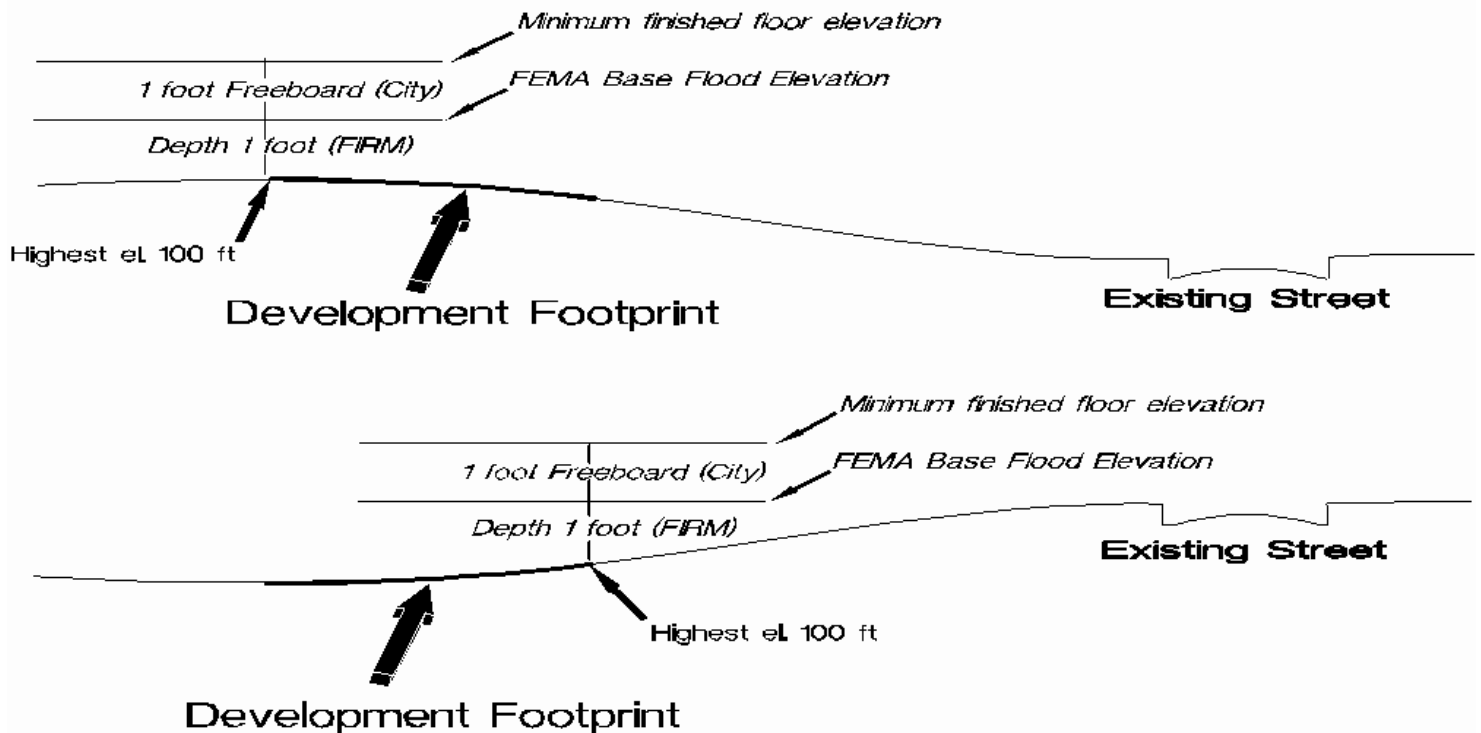 Minimum finished floor elevation
1 foot Freeboard (City)
FEMA Base Flood Elevation
Depth 1 foot (FIRM)
Highest el. 100 ft
Development Footprint
Existing Street
Minimum finished floor elevation
1 foot Freeboard (City)
FEMA Base Flood Elevation
Depth 1 foot (FIRM)
Existing Street
Highest el. 100 ft
Development Footprint